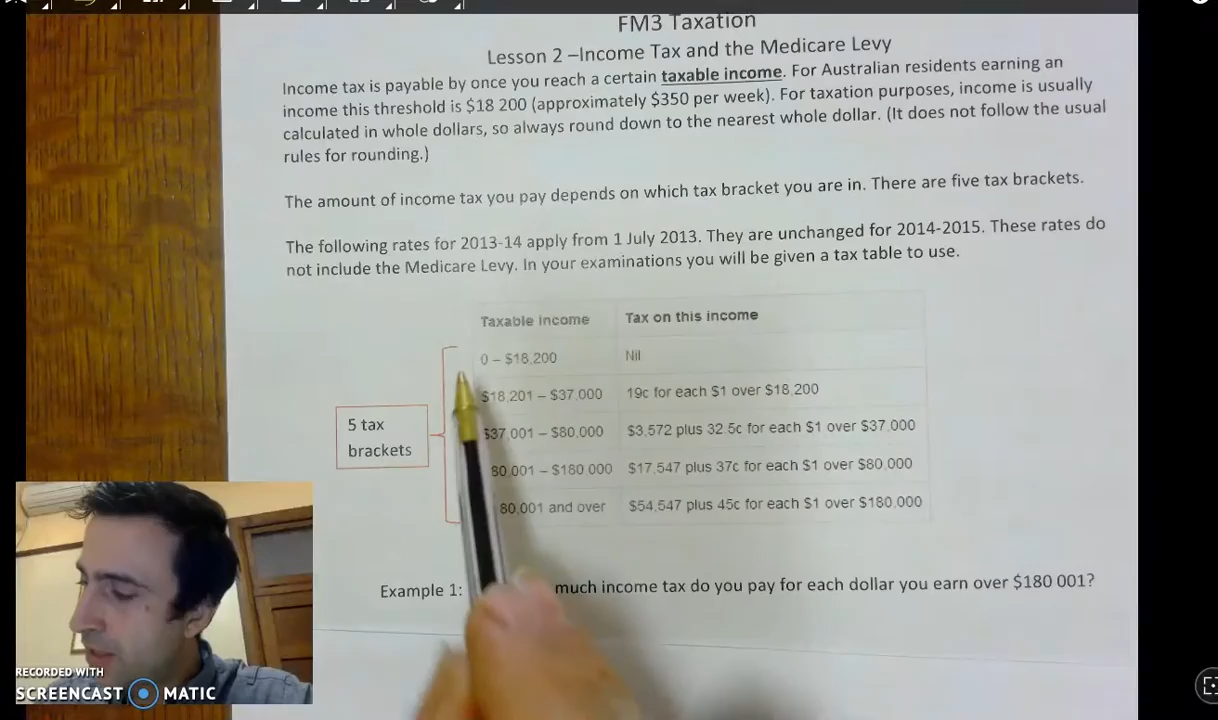 FM3 Taxation
Lesson 2 –Income Tax and the Medicare Levy
Income tax is payable by once you reach a certain taxable income. For Australian residents earning an
income this threshold is $18 200 (approximately $350 per week). For taxation purposes, income is usually
calculated in whole dollars, so always round down to the nearest whole dollar. (It does not follow the usual
rules for rounding.)
The amount of income tax you pay depends on which tax bracket you are in. There are five tax brackets.
The following rates for 2013-14 apply from 1 July 2013. They are unchanged for 2014-2015. These rates do
not include the Medicare Levy. In your examinations you will be given a tax table to use.
Taxable income Tax on this income
0 – $18,200 Nil
$18,201 – $37,000 19c for each $1 over $18,200
$37,001 – $80,000 $3,572 plus 32.5c for each $1 over $37,000
80,001 – $180,000 $17,547 plus 37c for each $1 over $80,000
80,001 and over $54,547 plus 45c for each $1 over $180,000
5 tax
brackets
Example 1: much income tax do you pay for each dollar you earn over $180 001?
RECORDED WITH
SCREENCAST MATIC